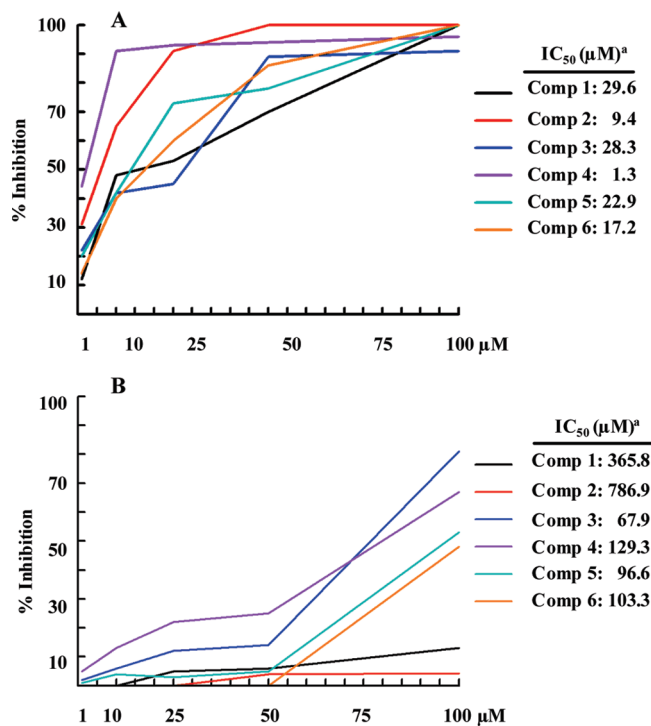 A
% Inhibition
100
70
50
30
10
1 10 25 50 75 100 µM
IC50 (µM)a
Comp 1: 29.6
Comp 2: 9.4
Comp 3: 28.3
Comp 4: 1.3
Comp 5: 22.9
Comp 6: 17.2
B
% Inhibition
100
70
50
30
10
1 10 25 50 75 100 µM
IC50 (µM)a
Comp 1: 365.8
Comp 2: 786.9
Comp 3: 67.9
Comp 4: 129.3
Comp 5: 96.6
Comp 6: 103.3